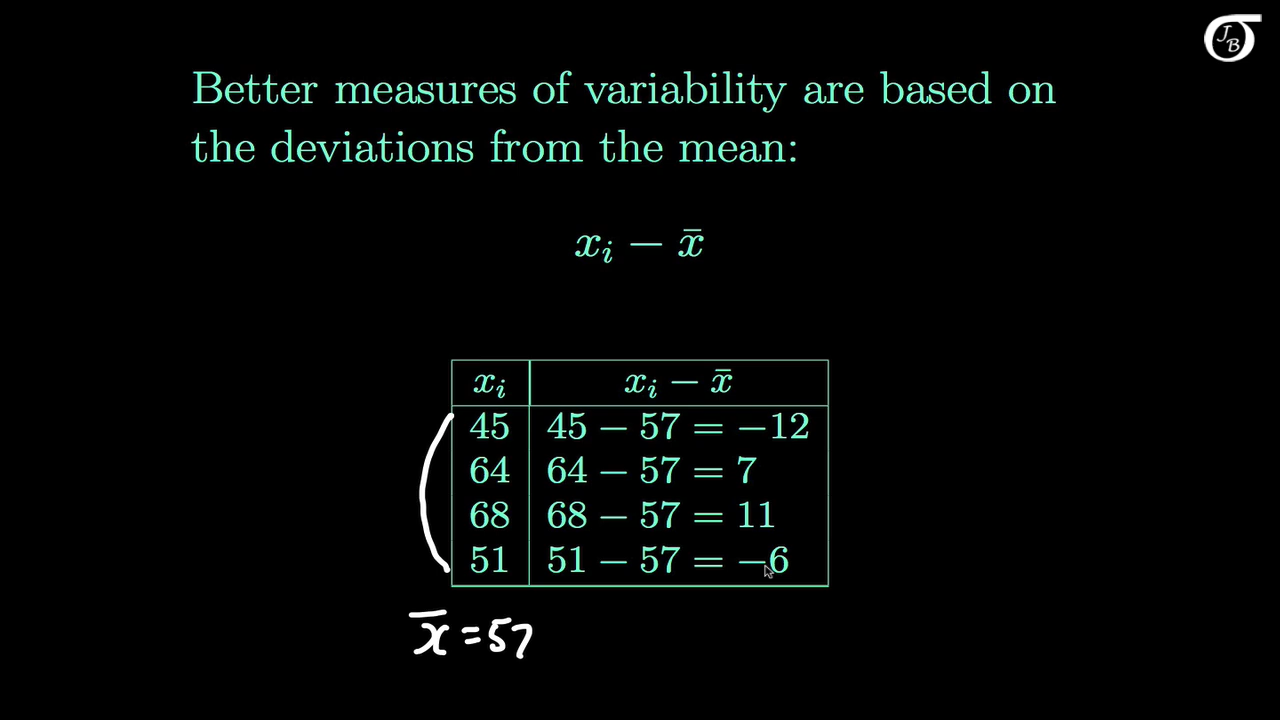 JB
Better measures of variability are based on
the deviations from the mean:
xᵢ − x̄
xᵢ xᵢ − x̄
45 45 − 57 = −12
64 64 − 57 = 7
68 68 − 57 = 11
51 51 − 57 = −6
x̄ = 57